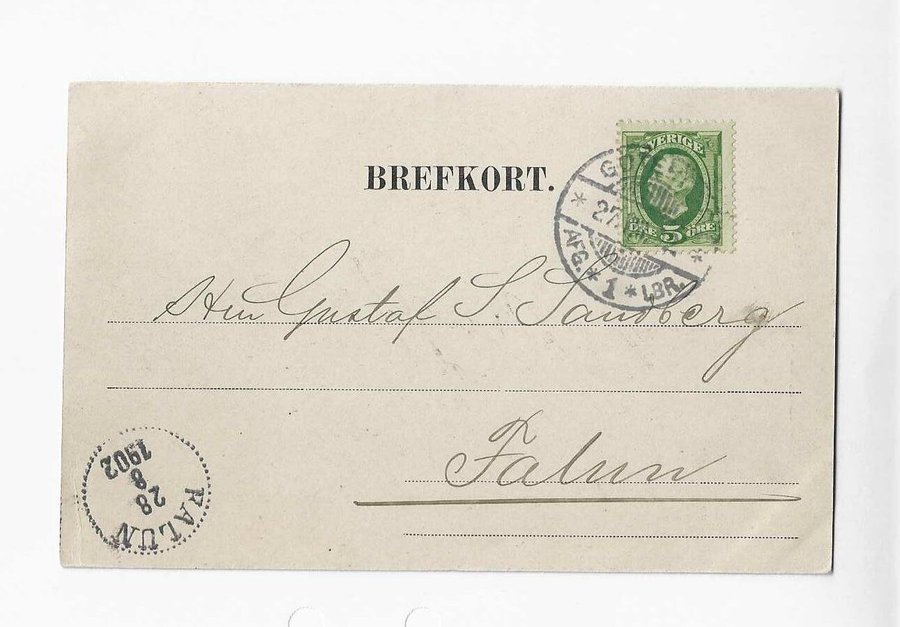 BREFKORT.
SVERIGE
ÖRE 5 ÖRE
27
AFG. * 1 * LBR.
Herr Gustaf S. Sandberg
Falun
FALUN
28
8
1902